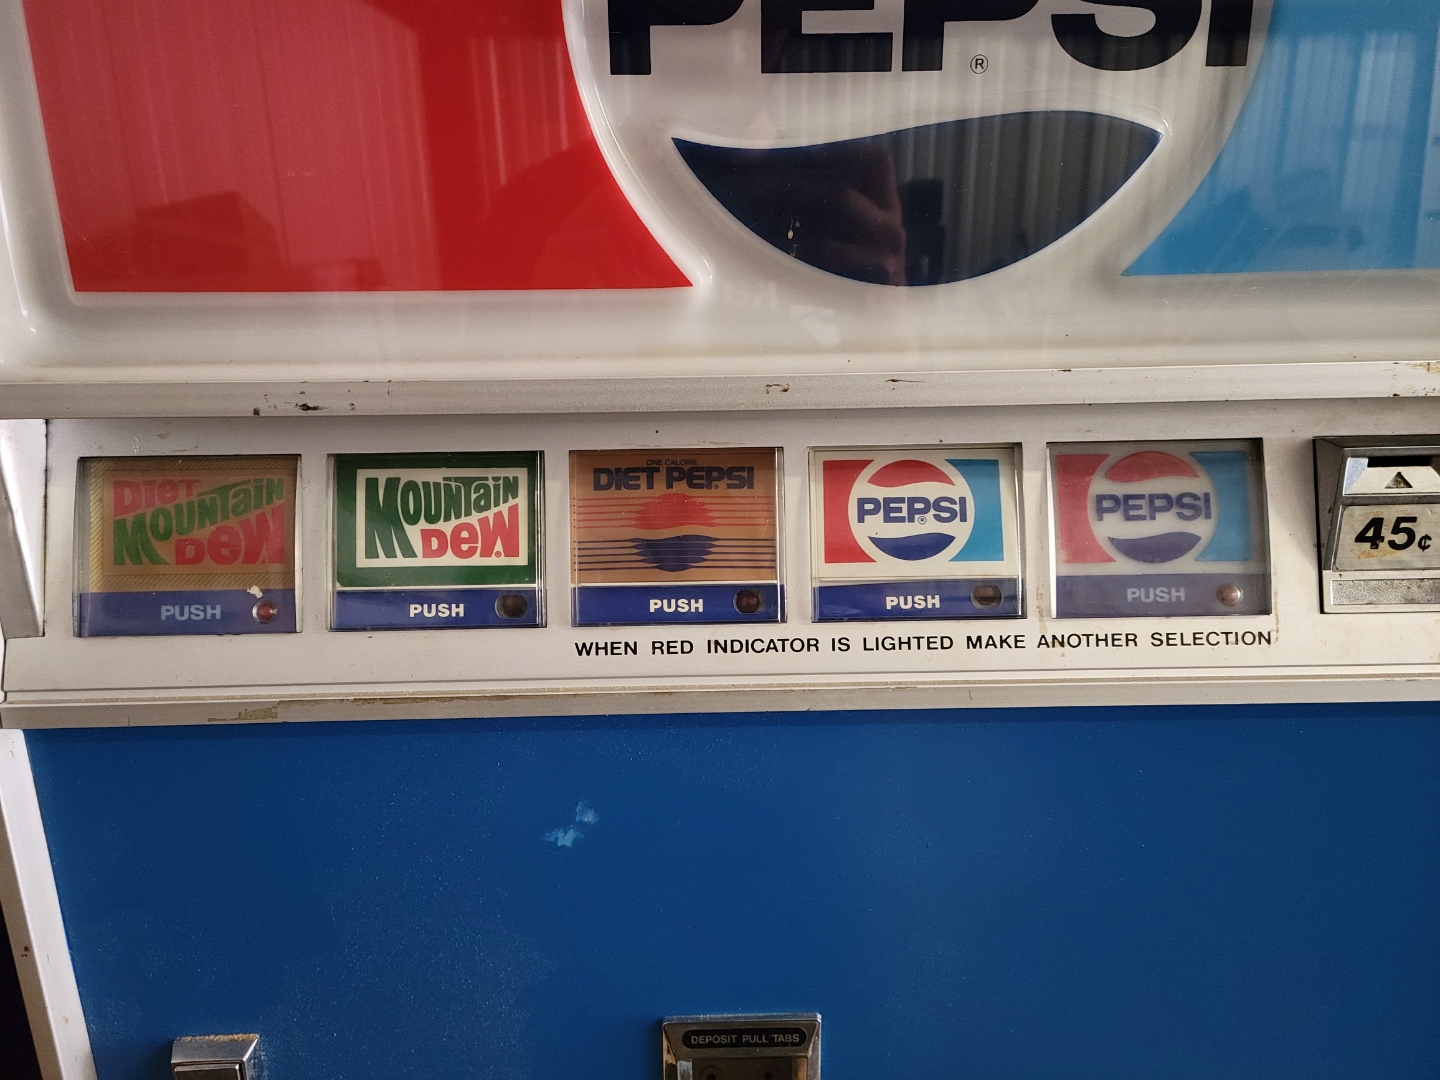 PEPSI
®
Diet
Mountain
Dew
PUSH
Mountain
Dew
PUSH
ONE CALORIE
DIET PEPSI
PUSH
PEPSI
®
PUSH
PEPSI
PUSH
45¢
WHEN RED INDICATOR IS LIGHTED MAKE ANOTHER SELECTION
DEPOSIT PULL TABS